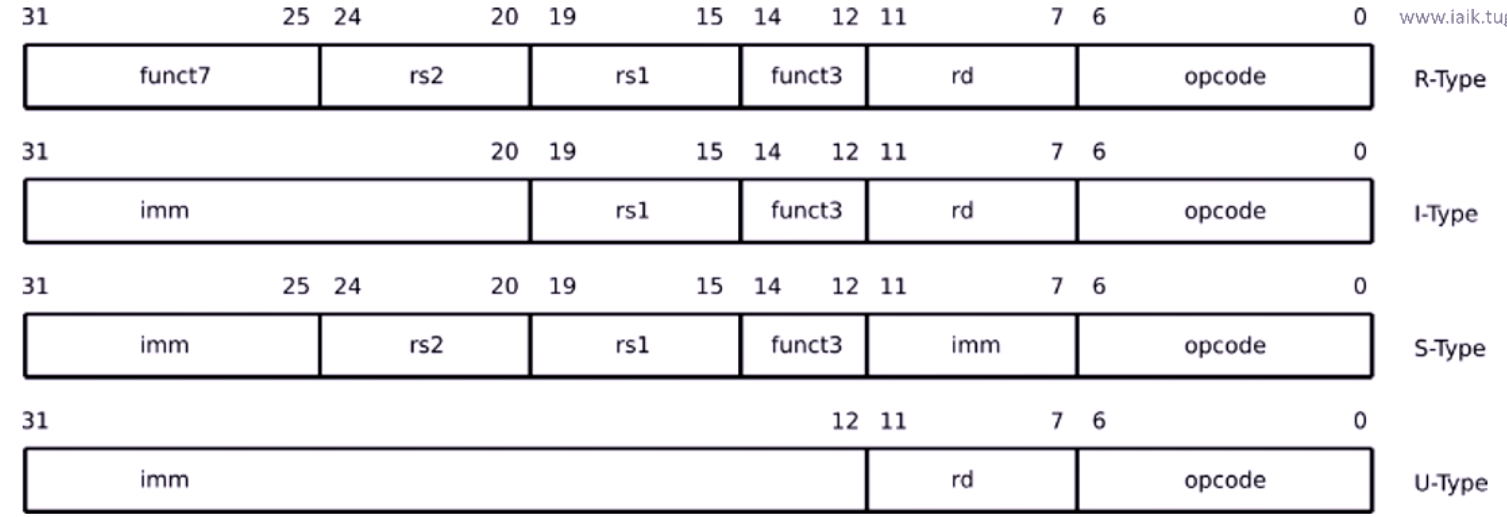 31 25 24 20 19 15 14 12 11 7 6 0 www.iaik.tug
funct7 rs2 rs1 funct3 rd opcode R-Type
31 20 19 15 14 12 11 7 6 0
imm rs1 funct3 rd opcode I-Type
31 25 24 20 19 15 14 12 11 7 6 0
imm rs2 rs1 funct3 imm opcode S-Type
31 12 11 7 6 0
imm rd opcode U-Type